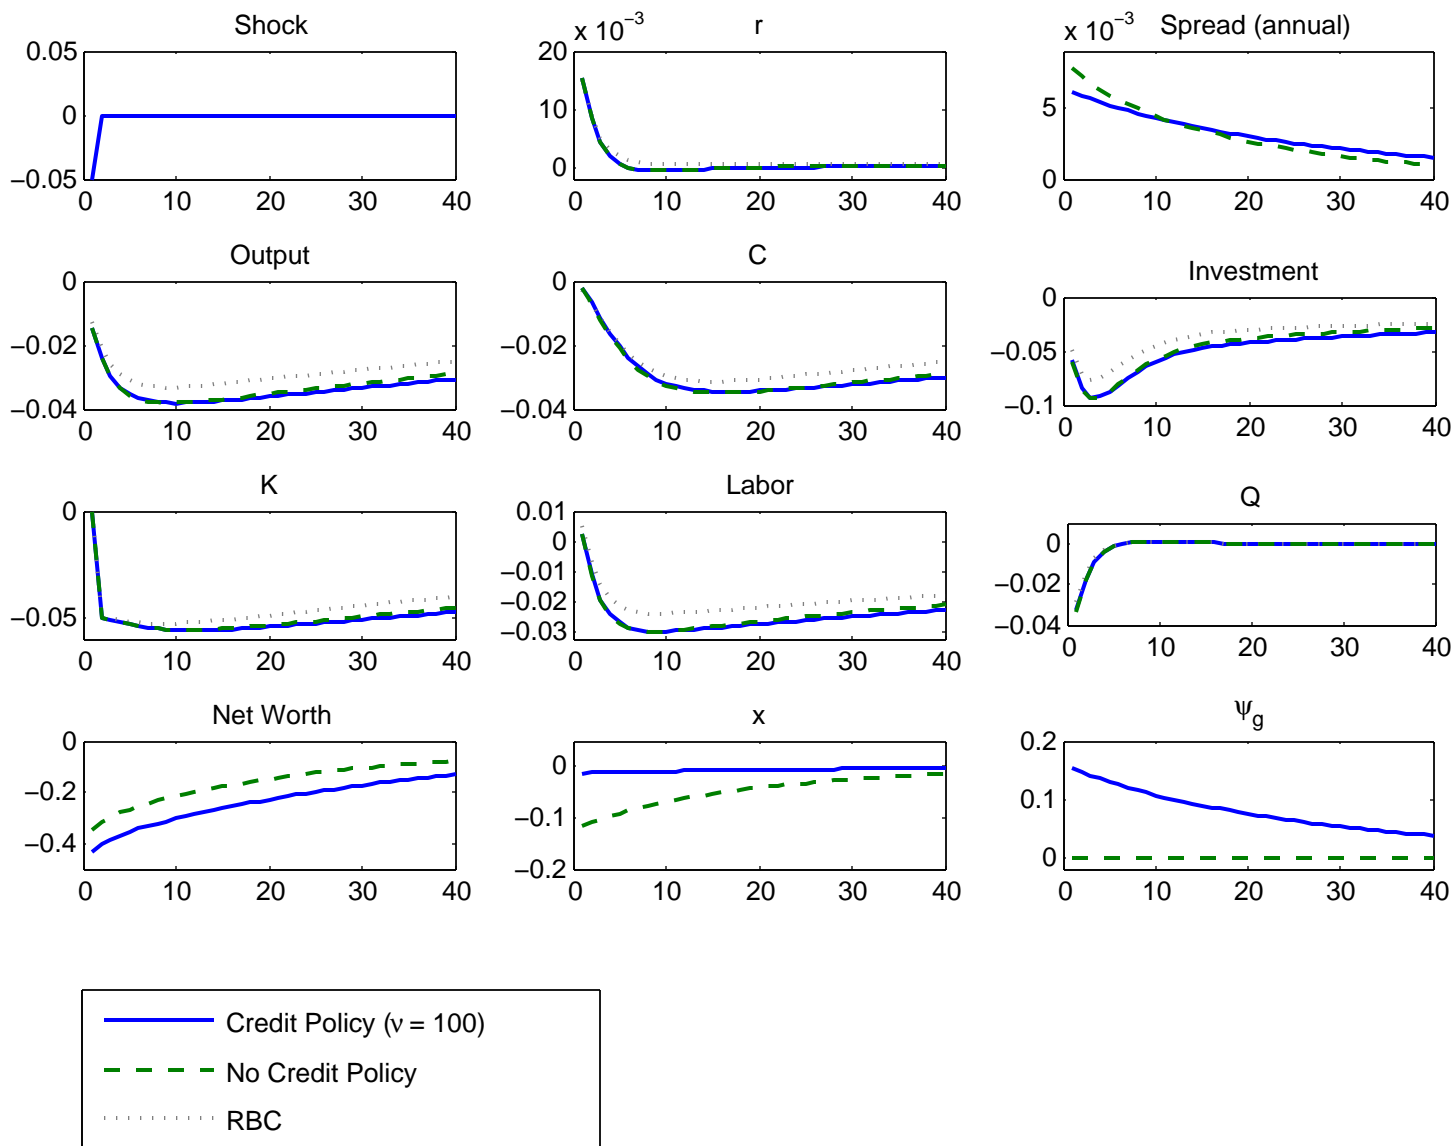 Shock
0.05
0
−0.05
0 10 20 30 40
r
x 10−3
20
10
0
0 10 20 30 40
Spread (annual)
x 10−3
5
0
0 10 20 30 40
Output
0
−0.02
−0.04
0 10 20 30 40
C
0
−0.02
−0.04
0 10 20 30 40
Investment
0
−0.05
−0.1
0 10 20 30 40
K
0
−0.05
0 10 20 30 40
Labor
0.01
0
−0.01
−0.02
−0.03
0 10 20 30 40
Q
0
−0.02
−0.04
0 10 20 30 40
Net Worth
0
−0.2
−0.4
0 10 20 30 40
x
0
−0.1
−0.2
0 10 20 30 40
ψg
0.2
0.1
0
0 10 20 30 40
Credit Policy (ν = 100)
No Credit Policy
RBC